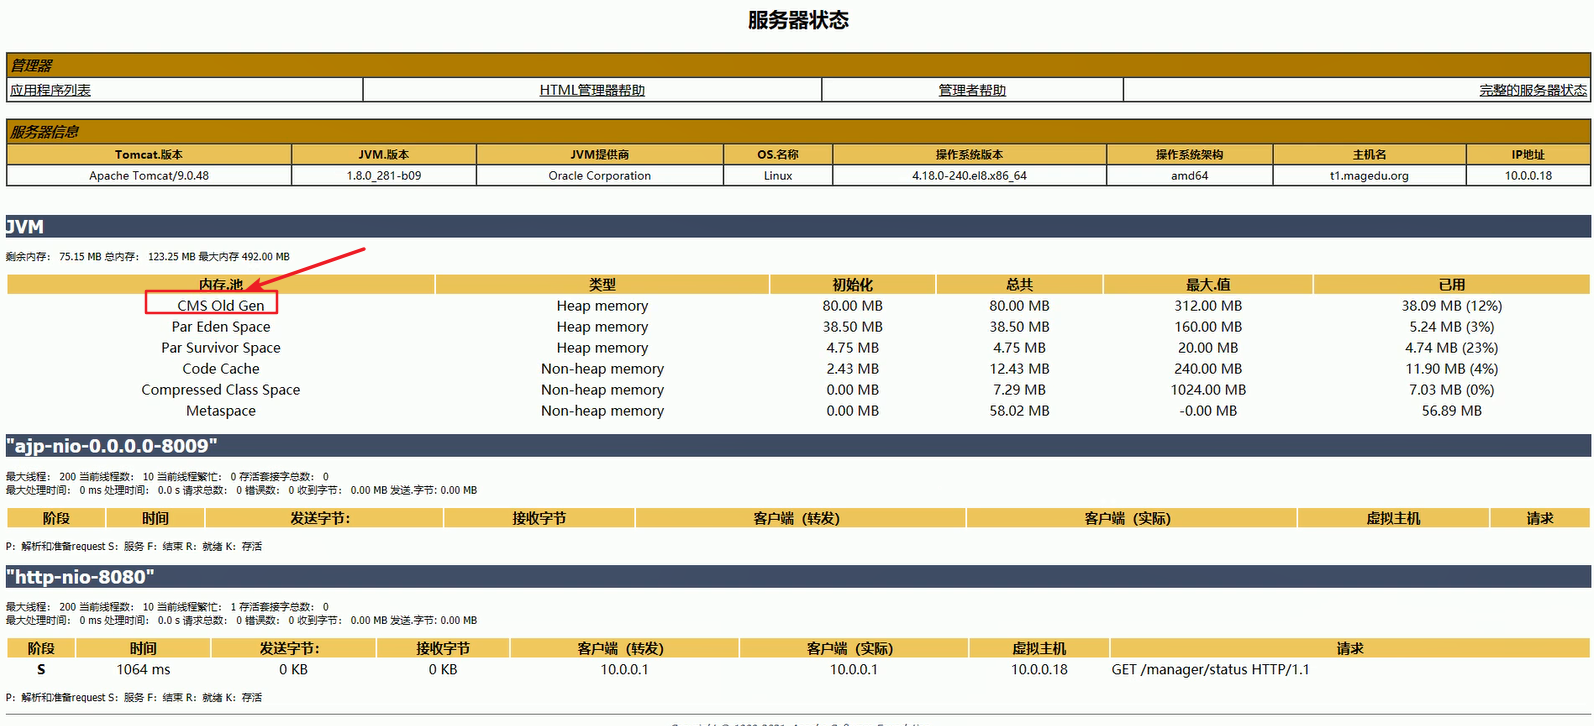 服务器状态
管理器
应用程序列表 HTML管理器帮助 管理者帮助 完整的服务器状态
服务器信息
Tomcat.版本 JVM.版本 JVM提供商 OS.名称 操作系统版本 操作系统架构 主机名 IP地址
Apache Tomcat/9.0.48 1.8.0_281-b09 Oracle Corporation Linux 4.18.0-240.el8.x86_64 amd64 t1.magedu.org 10.0.0.18
JVM
剩余内存： 75.15 MB 总内存： 123.25 MB 最大内存 492.00 MB
内存.池 类型 初始化 总共 最大.值 已用
CMS Old Gen Heap memory 80.00 MB 80.00 MB 312.00 MB 38.09 MB (12%)
Par Eden Space Heap memory 38.50 MB 38.50 MB 160.00 MB 5.24 MB (3%)
Par Survivor Space Heap memory 4.75 MB 4.75 MB 20.00 MB 4.74 MB (23%)
Code Cache Non-heap memory 2.43 MB 12.43 MB 240.00 MB 11.90 MB (4%)
Compressed Class Space Non-heap memory 0.00 MB 7.29 MB 1024.00 MB 7.03 MB (0%)
Metaspace Non-heap memory 0.00 MB 58.02 MB -0.00 MB 56.89 MB
"ajp-nio-0.0.0.0-8009"
最大线程： 200 当前线程数： 10 当前线程繁忙： 0 存活套接字总数： 0
最大处理时间： 0 ms 处理时间： 0.0 s 请求总数： 0 错误数： 0 收到字节： 0.00 MB 发送.字节: 0.00 MB
阶段 时间 发送字节： 接收字节 客户端（转发） 客户端（实际） 虚拟主机 请求
P：解析和准备request S：服务 F：结束 R：就绪 K：存活
"http-nio-8080"
最大线程： 200 当前线程数： 10 当前线程繁忙： 1 存活套接字总数： 0
最大处理时间： 0 ms 处理时间： 0.0 s 请求总数： 0 错误数： 0 收到字节： 0.00 MB 发送.字节: 0.00 MB
阶段 时间 发送字节： 接收字节 客户端（转发） 客户端（实际） 虚拟主机 请求
S 1064 ms 0 KB 0 KB 10.0.0.1 10.0.0.1 10.0.0.18 GET /manager/status HTTP/1.1
P：解析和准备request S：服务 F：结束 R：就绪 K：存活